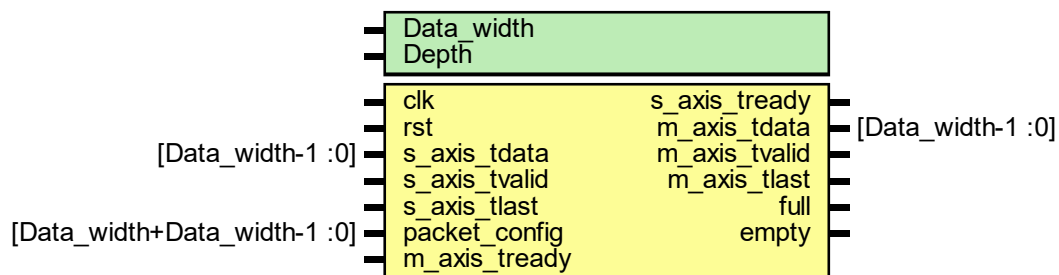 Data_width
Depth
clk s_axis_tready
rst m_axis_tdata [Data_width-1 :0]
[Data_width-1 :0] s_axis_tdata m_axis_tvalid
s_axis_tvalid m_axis_tlast
s_axis_tlast full
[Data_width+Data_width-1 :0] packet_config empty
m_axis_tready